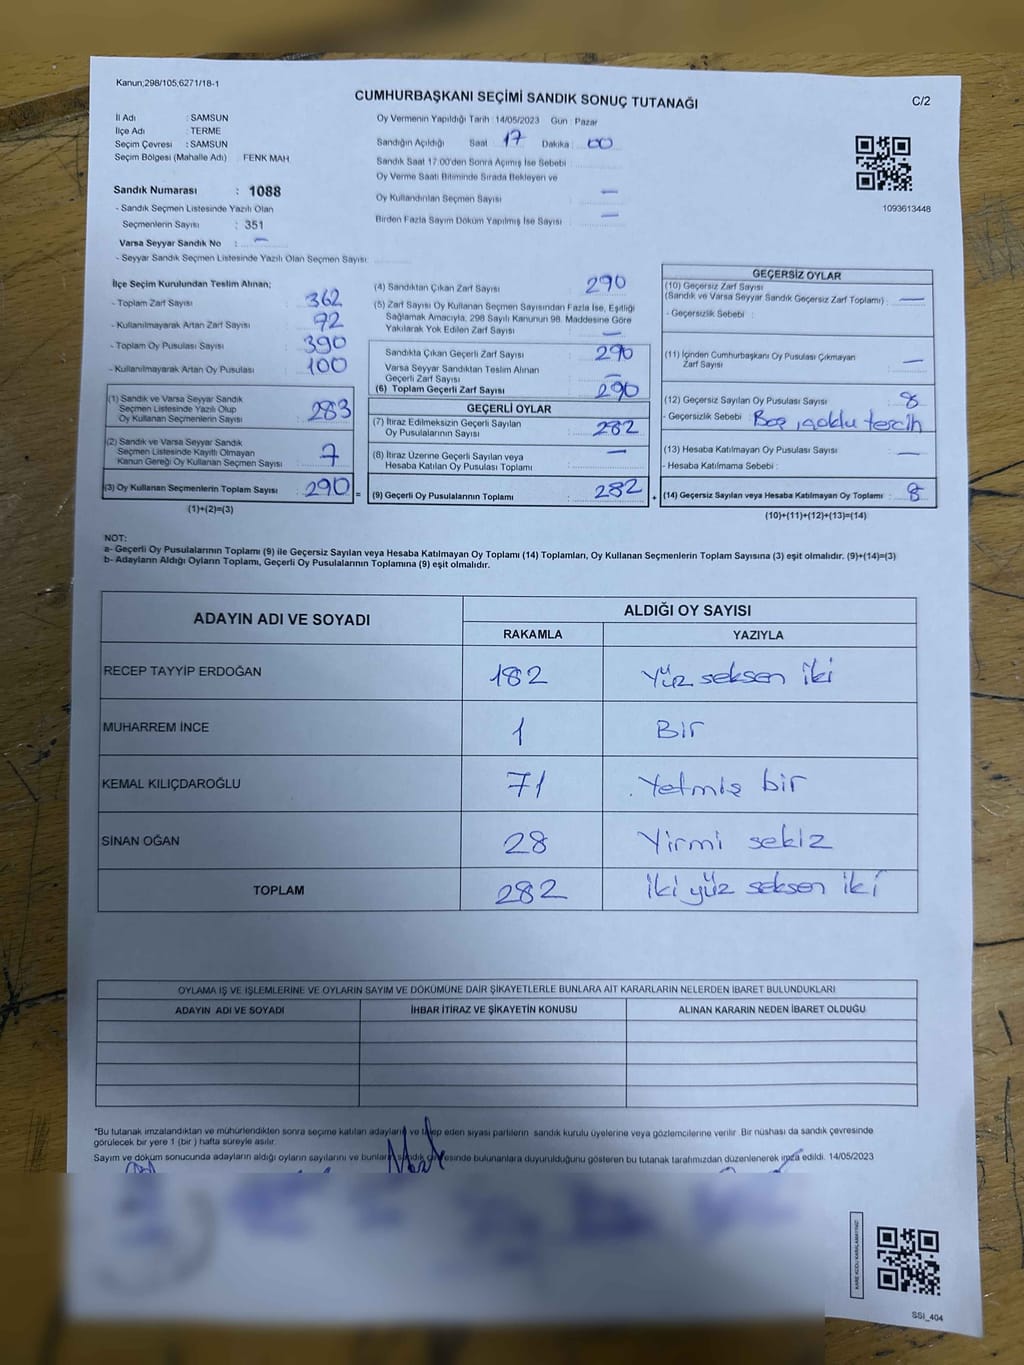 Kanun;298/105,6271/18-1
CUMHURBAŞKANI SEÇİMİ SANDIK SONUÇ TUTANAĞI
C/2
İl Adı : SAMSUN
İlçe Adı : TERME
Seçim Çevresi : SAMSUN
Seçim Bölgesi (Mahalle Adı) FENK MAH
Sandık Numarası : 1088
- Sandık Seçmen Listesinde Yazılı Olan
Seçmenlerin Sayısı : 351
Varsa Seyyar Sandık No : —
- Seyyar Sandık Seçmen Listesinde Yazılı Olan Seçmen Sayısı:
Oy Vermenin Yapıldığı Tarih : 14/05/2023 Gün : Pazar
Sandığın Açıldığı Saat 17 Dakika : 00
Sandık Saat 17:00'den Sonra Açılmış İse Sebebi :
Oy Verme Saati Bitiminde Sırada Bekleyen ve
Oy Kullandırılan Seçmen Sayısı : —
Birden Fazla Sayım Döküm Yapılmış İse Sayısı : —
1093613448
İlçe Seçim Kurulundan Teslim Alınan;
- Toplam Zarf Sayısı : 362
- Kullanılmayarak Artan Zarf Sayısı : 72
- Toplam Oy Pusulası Sayısı : 390
- Kullanılmayarak Artan Oy Pusulası : 100
(1) Sandık ve Varsa Seyyar Sandık
Seçmen Listesinde Yazılı Olup
Oy Kullanan Seçmenlerin Sayısı : 283
(2) Sandık ve Varsa Seyyar Sandık
Seçmen Listesinde Kayıtlı Olmayan
Kanun Gereği Oy Kullanan Seçmen Sayısı : 7
(3) Oy Kullanan Seçmenlerin Toplam Sayısı : 290 =
(1)+(2)=(3)
(4) Sandıktan Çıkan Zarf Sayısı : 290
(5) Zarf Sayısı Oy Kullanan Seçmen Sayısından Fazla İse, Eşitliği
Sağlamak Amacıyla, 298 Sayılı Kanunun 98. Maddesine Göre
Yakılarak Yok Edilen Zarf Sayısı : —
Sandıkta Çıkan Geçerli Zarf Sayısı : 290
Varsa Seyyar Sandıktan Teslim Alınan
Geçerli Zarf Sayısı : —
(6) Toplam Geçerli Zarf Sayısı : 290
GEÇERLİ OYLAR
(7) İtiraz Edilmeksizin Geçerli Sayılan
Oy Pusulalarının Sayısı : 282
(8) İtiraz Üzerine Geçerli Sayılan veya
Hesaba Katılan Oy Pusulası Toplamı : —
(9) Geçerli Oy Pusulalarının Toplamı : 282 +
GEÇERSİZ OYLAR
(10) Geçersiz Zarf Sayısı
(Sandık ve Varsa Seyyar Sandık Geçersiz Zarf Toplamı) : —
- Geçersizlik Sebebi :
(11) İçinden Cumhurbaşkanı Oy Pusulası Çıkmayan
Zarf Sayısı : —
(12) Geçersiz Sayılan Oy Pusulası Sayısı : 8
- Geçersizlik Sebebi : Boş, çoklu tercih
(13) Hesaba Katılmayan Oy Pusulası Sayısı : —
- Hesaba Katılmama Sebebi :
(14) Geçersiz Sayılan veya Hesaba Katılmayan Oy Toplamı : 8
(10)+(11)+(12)+(13)=(14)
NOT:
a- Geçerli Oy Pusulalarının Toplamı (9) ile Geçersiz Sayılan veya Hesaba Katılmayan Oy Toplamı (14) Toplamları, Oy Kullanan Seçmenlerin Toplam Sayısına (3) eşit olmalıdır. (9)+(14)=(3)
b- Adayların Aldığı Oyların Toplamı, Geçerli Oy Pusulalarının Toplamına (9) eşit olmalıdır.
ADAYIN ADI VE SOYADI
ALDIĞI OY SAYISI
RAKAMLA YAZIYLA
RECEP TAYYİP ERDOĞAN 182 Yüz seksen iki
MUHARREM İNCE 1 Bir
KEMAL KILIÇDAROĞLU 71 Yetmiş bir
SİNAN OĞAN 28 Yirmi sekiz
TOPLAM 282 İki yüz seksen iki
OYLAMA İŞ VE İŞLEMLERİNE VE OYLARIN SAYIM VE DÖKÜMÜNE DAİR ŞİKAYETLERLE BUNLARA AİT KARARLARIN NELERDEN İBARET BULUNDUKLARI
ADAYIN ADI VE SOYADI İHBAR İTİRAZ VE ŞİKAYETİN KONUSU ALINAN KARARIN NEDEN İBARET OLDUĞU
*Bu tutanak imzalandıktan ve mühürlendikten sonra seçime katılan adayların ve talep eden siyasi partilerin sandık kurulu üyelerine veya gözlemcilerine verilir. Bir nüshası da sandık çevresinde
görülecek bir yere 1 (bir ) hafta süreyle asılır.
Sayım ve döküm sonucunda adayların aldığı oyların sayılarını ve bunların sandık çevresinde bulunanlara duyurulduğunu gösteren bu tutanak tarafımızdan düzenlenerek imza edildi. 14/05/2023
SSI_404